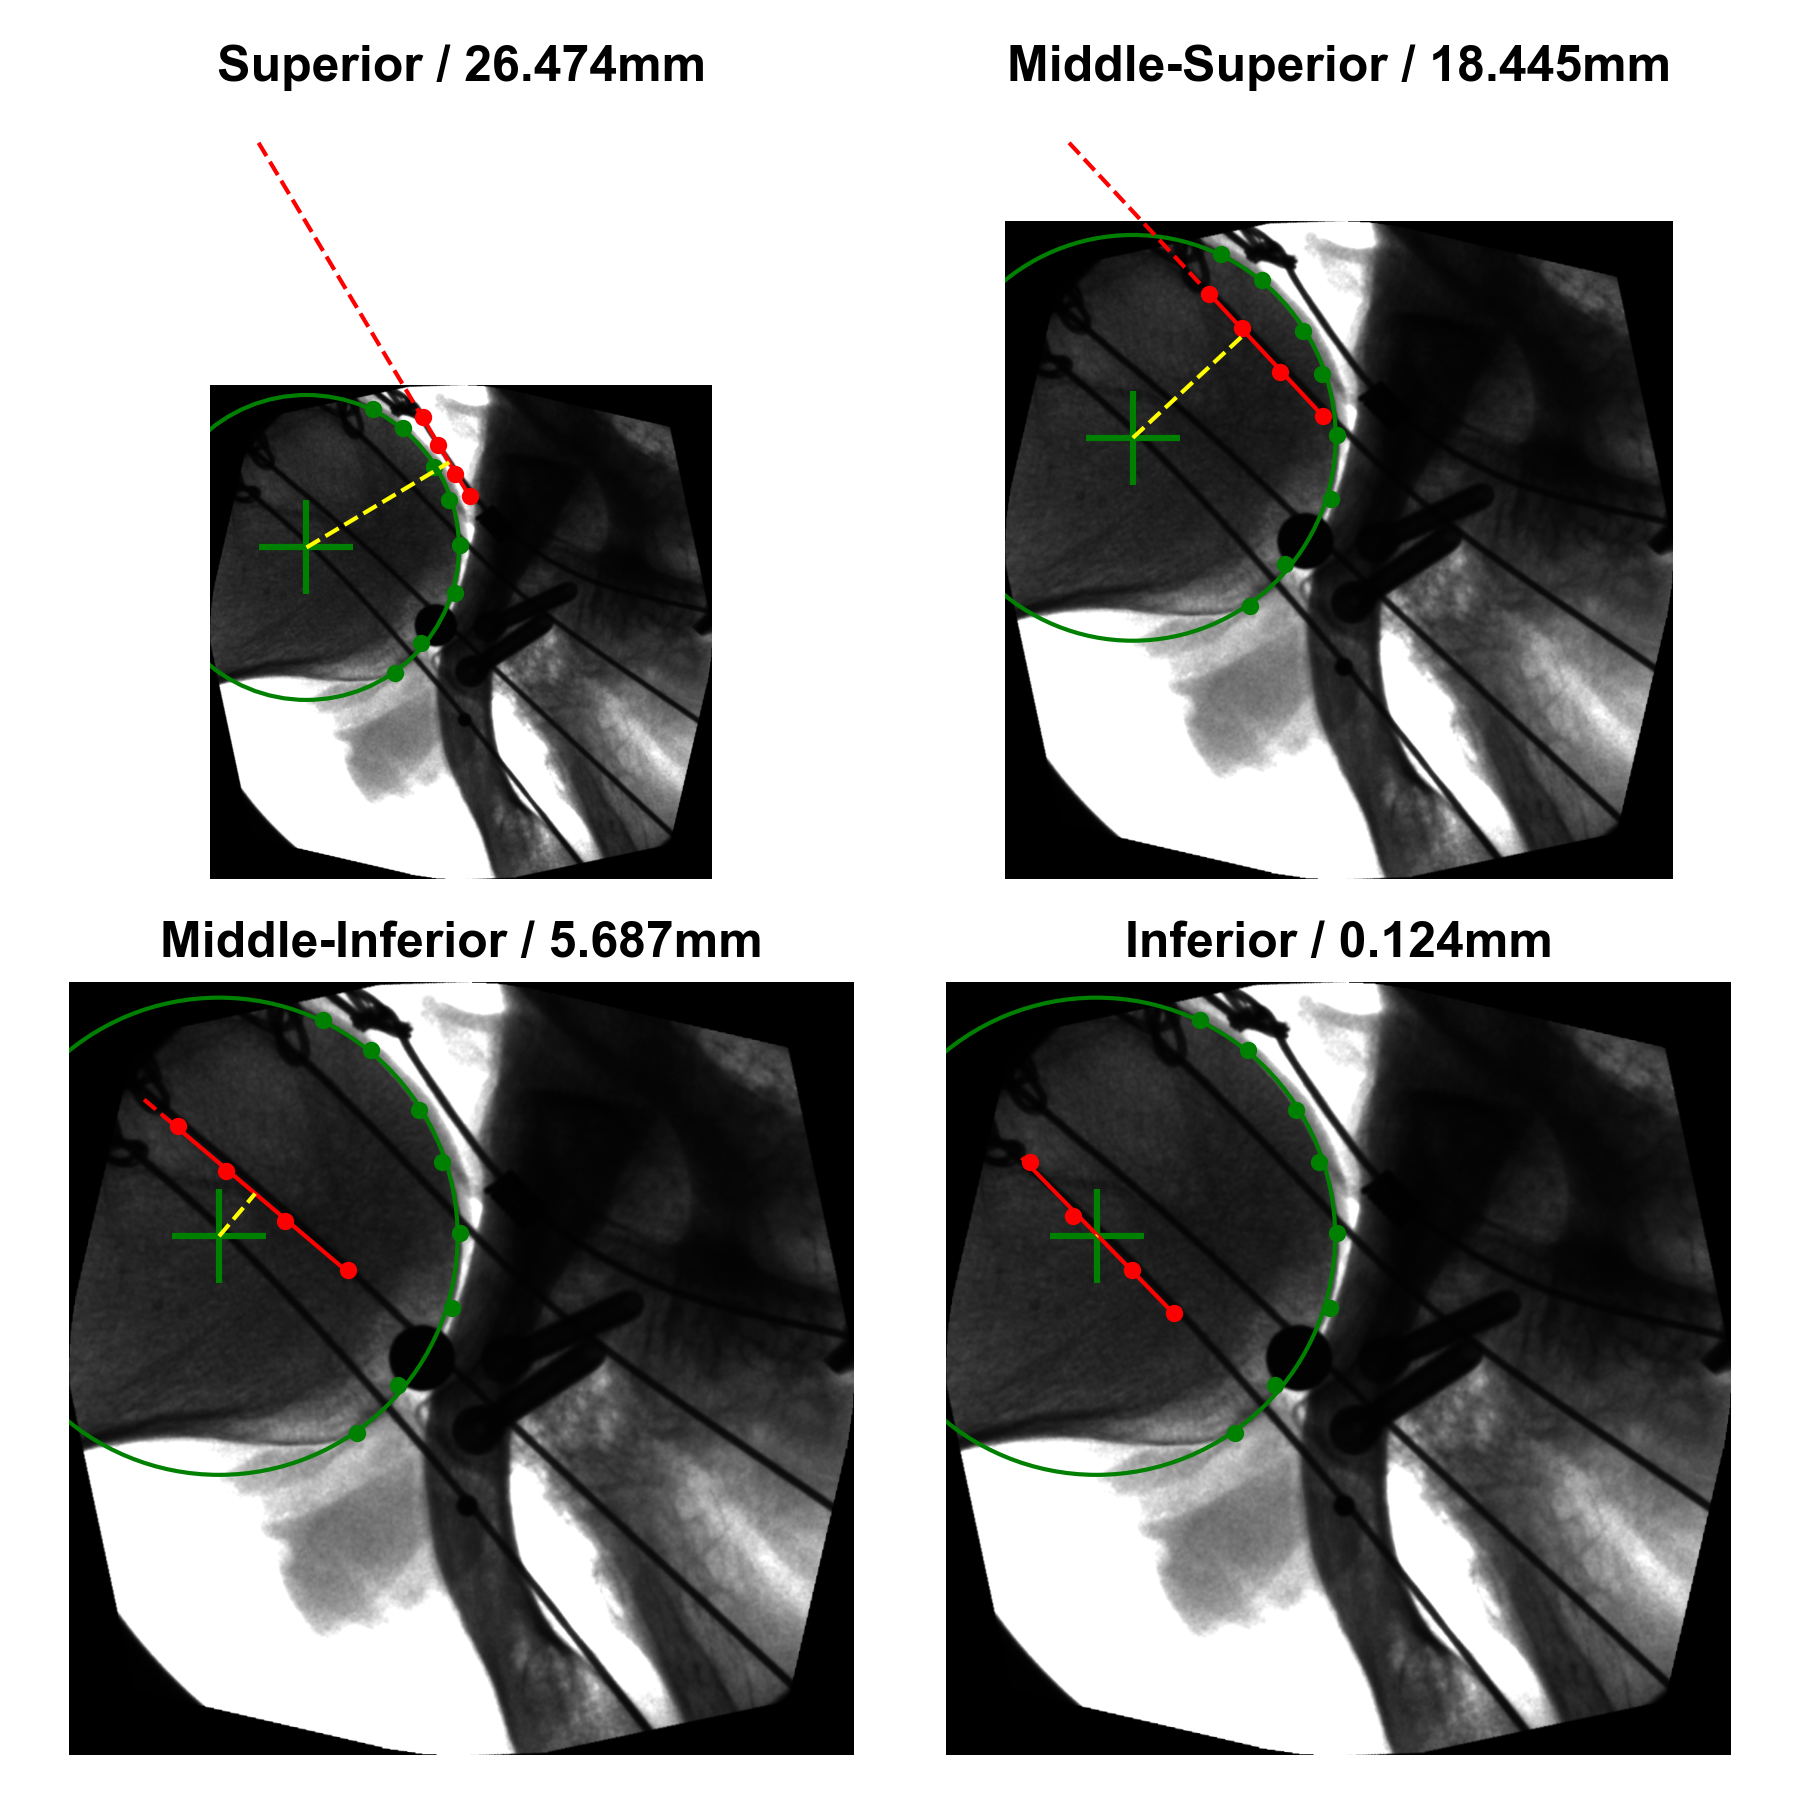 Superior / 26.474mm
Middle-Superior / 18.445mm
Middle-Inferior / 5.687mm
Inferior / 0.124mm